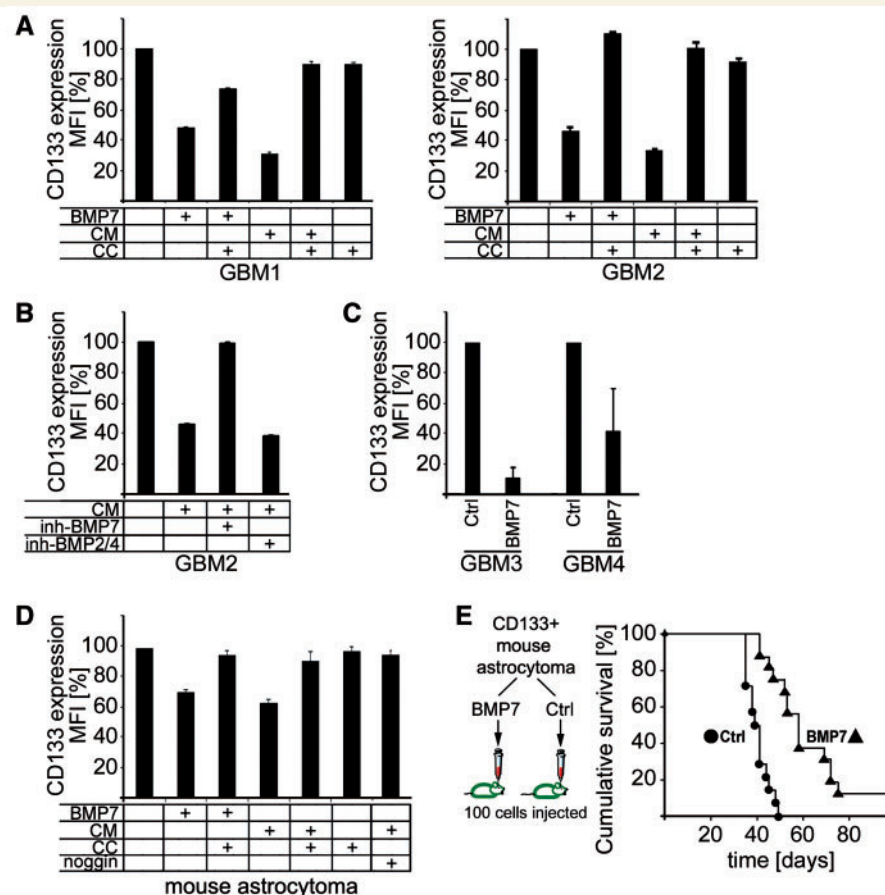 A
CD133 expression
MFI [%]
100
80
60
40
20
BMP7 + +
CM + +
CC + + +
GBM1
CD133 expression
MFI [%]
100
80
60
40
20
BMP7 + +
CM + +
CC + + +
GBM2
B
CD133 expression
MFI [%]
100
80
60
40
20
CM + + +
inh-BMP7 +
inh-BMP2/4 +
GBM2
C
CD133 expression
MFI [%]
100
80
60
40
20
Ctrl
BMP7
Ctrl
BMP7
GBM3 GBM4
D
CD133 expression
MFI [%]
100
80
60
40
20
BMP7 + +
CM + + +
CC + + +
noggin +
mouse astrocytoma
E
CD133+
mouse
astrocytoma
BMP7 Ctrl
100 cells injected
Cumulative survival [%]
100
80
60
40
20
Ctrl BMP7
20 40 60 80
time [days]